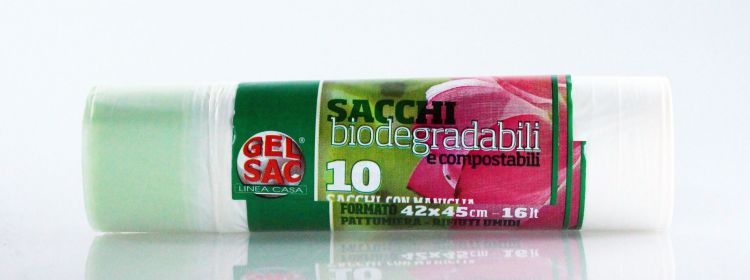 GEL®
SAC
LINEA CASA
SACCHI
biodegradabili
e compostabili
10
SACCHI CON MANIGLIA
FORMATO 42x45cm - 16lt
PATTUMIERA - RIFIUTI UMIDI